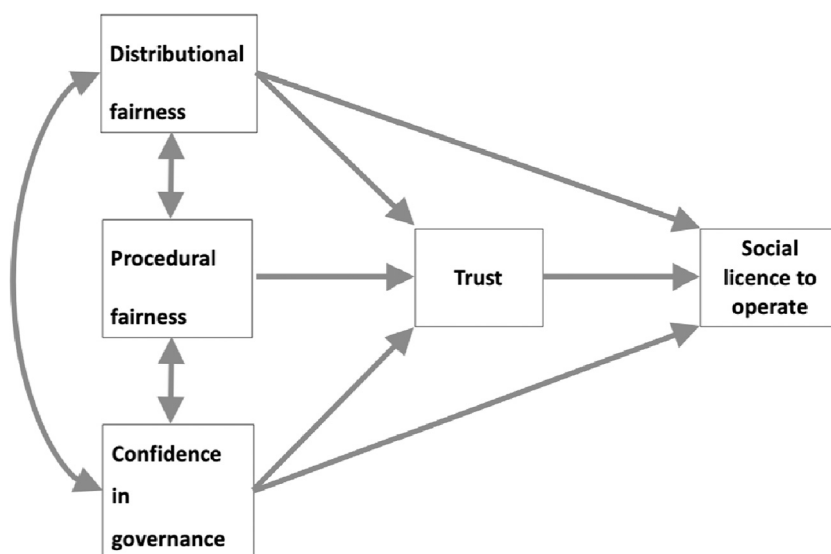 Distributional
fairness
Procedural
fairness
Trust
Social
licence to
operate
Confidence
in
governance